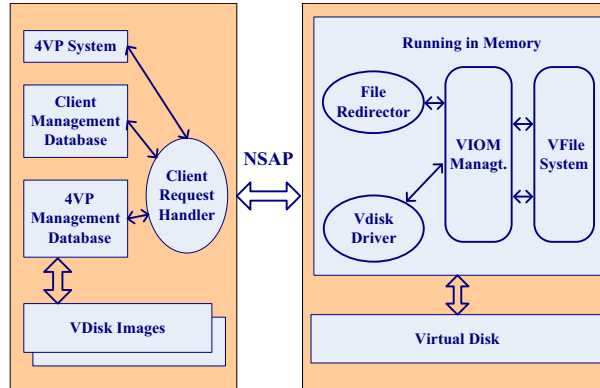 4VP System
Client
Management
Database
4VP
Management
Database
VDisk Images
Client
Request
Handler
NSAP
Running in Memory
File
Redirector
Vdisk
Driver
VIOM
Managt.
VFile
System
Virtual Disk